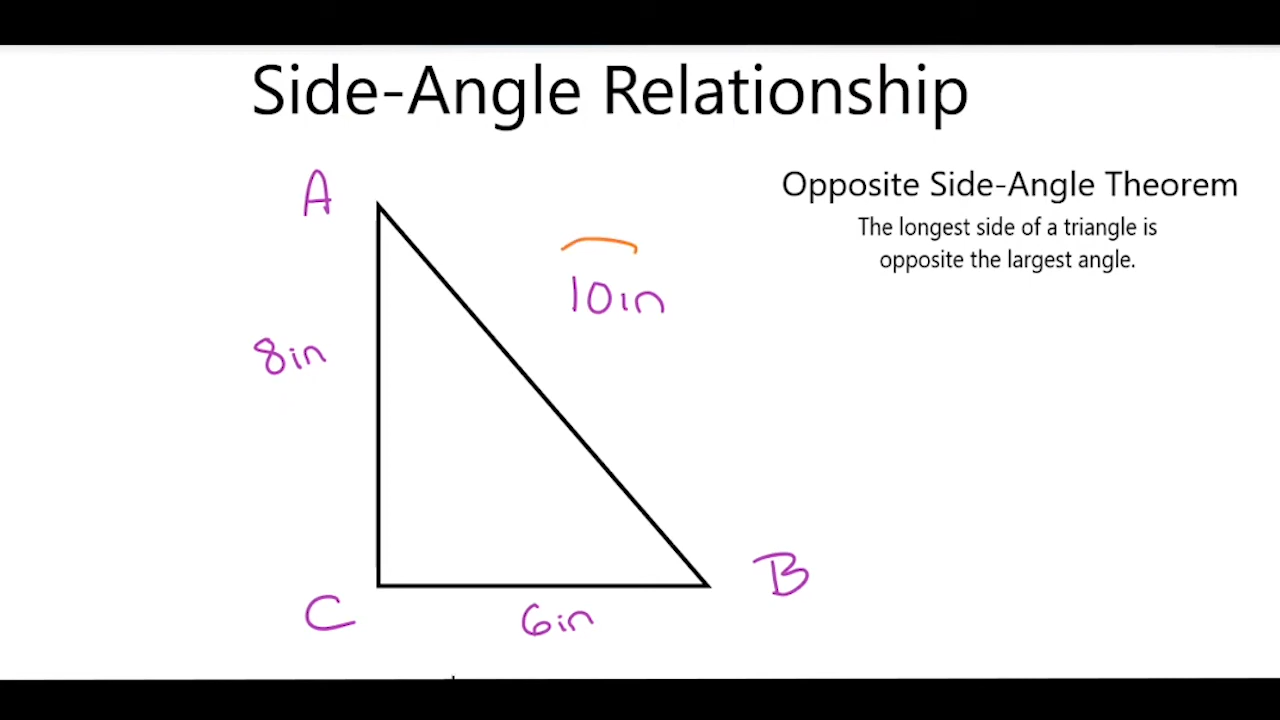 Side-Angle Relationship
Opposite Side-Angle Theorem
The longest side of a triangle is
opposite the largest angle.
A
10in
8in
B
C
6in